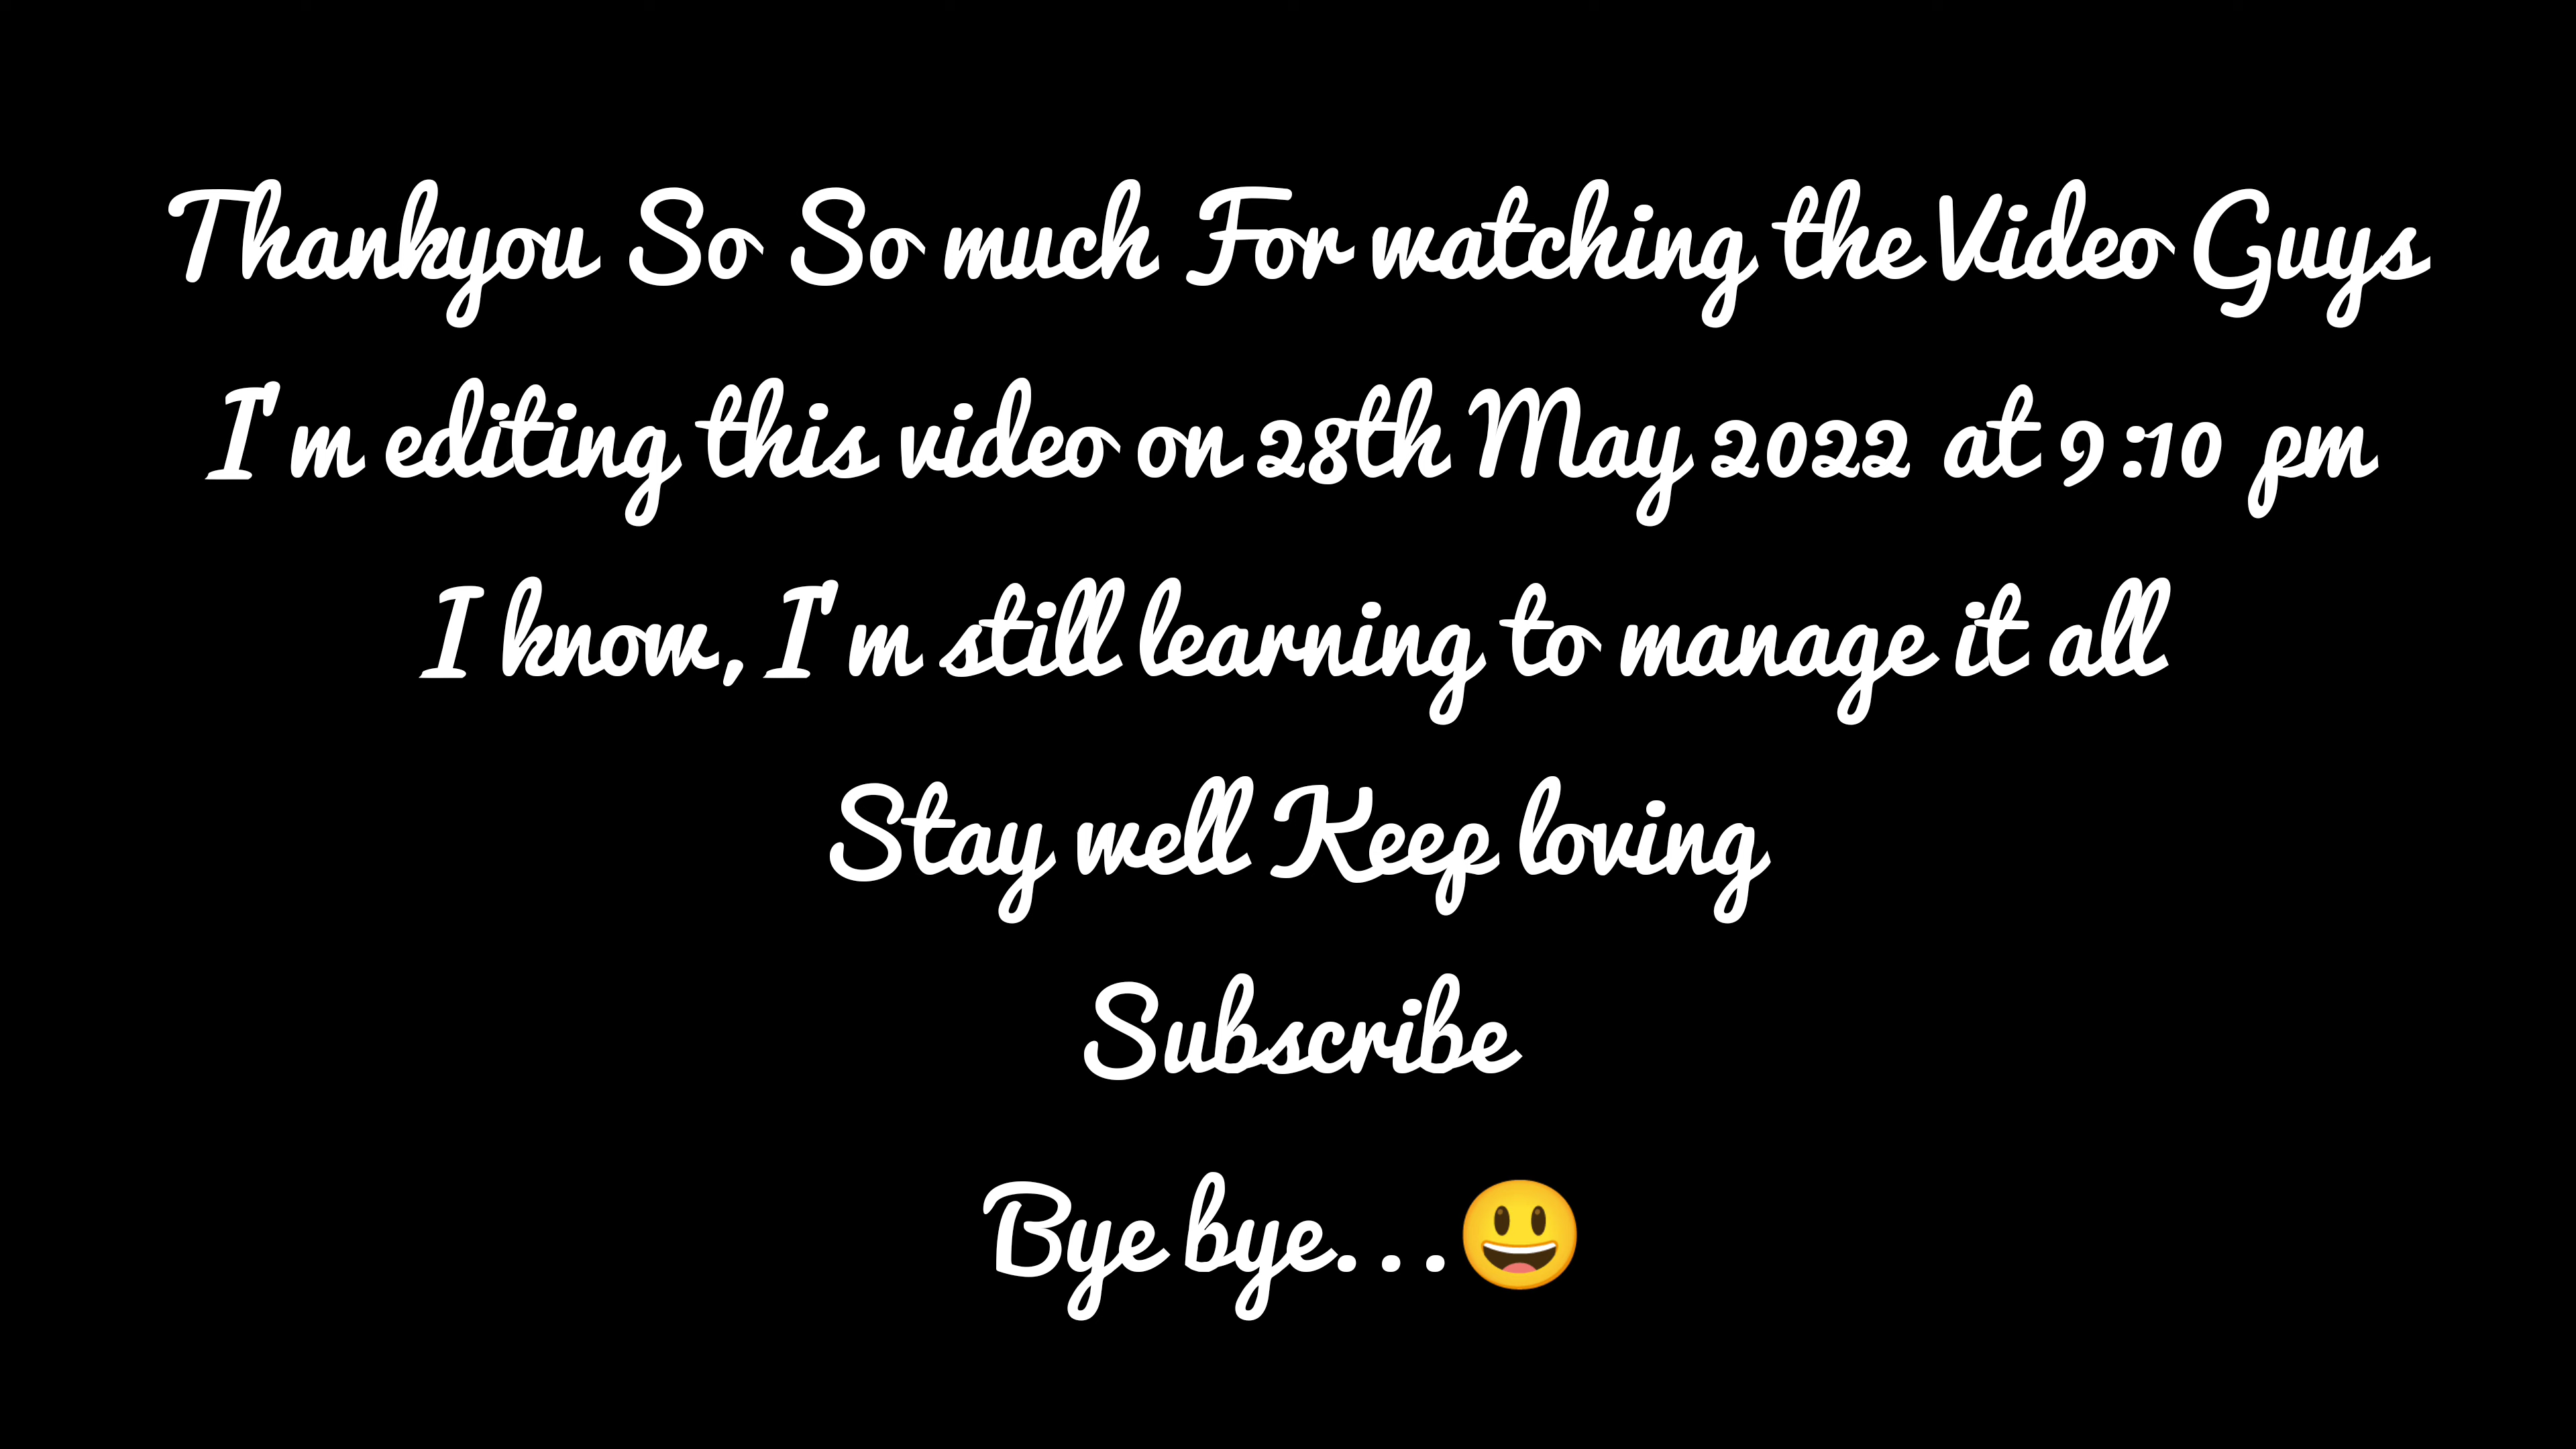 Thankyou So So much For watching the Video Guys
I'm editing this video on 28th May 2022 at 9:10 pm
I know, I'm still learning to manage it all
Stay well Keep loving
Subscribe
Bye bye...😃